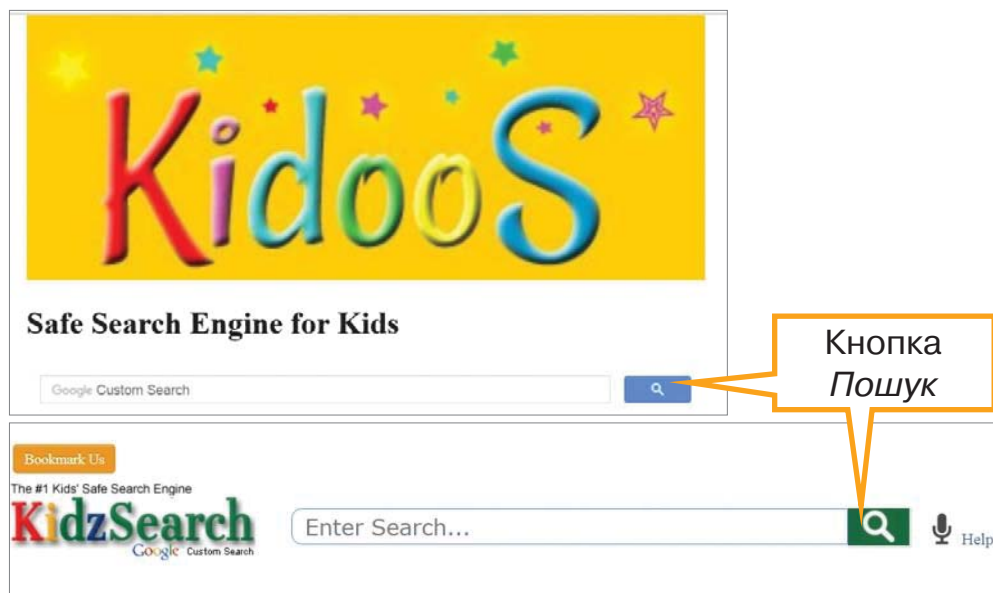 KidooS
Safe Search Engine for Kids
Google Custom Search
Кнопка
Пошук
Bookmark Us
The #1 Kids' Safe Search Engine
KidzSearch
Google Custom Search
Enter Search...
Help